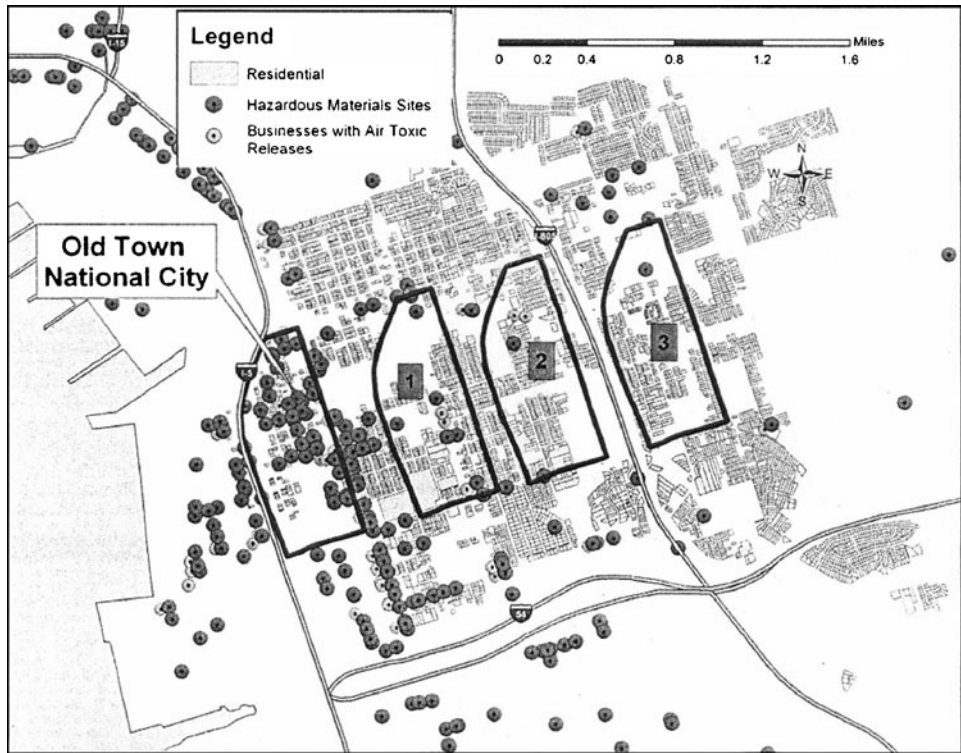 I-15
Legend
Residential
Hazardous Materials Sites
Businesses with Air Toxic
Releases
Miles
0 0.2 0.4 0.8 1.2 1.6
N
W E
S
Old Town
National City
I-5
1
2
3
54